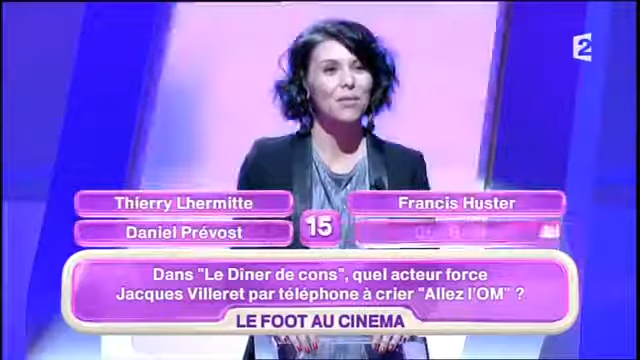 2
Thierry Lhermitte
Francis Huster
Daniel Prévost
15
Dans "Le Diner de cons", quel acteur force
Jacques Villeret par téléphone à crier "Allez l'OM" ?
LE FOOT AU CINEMA